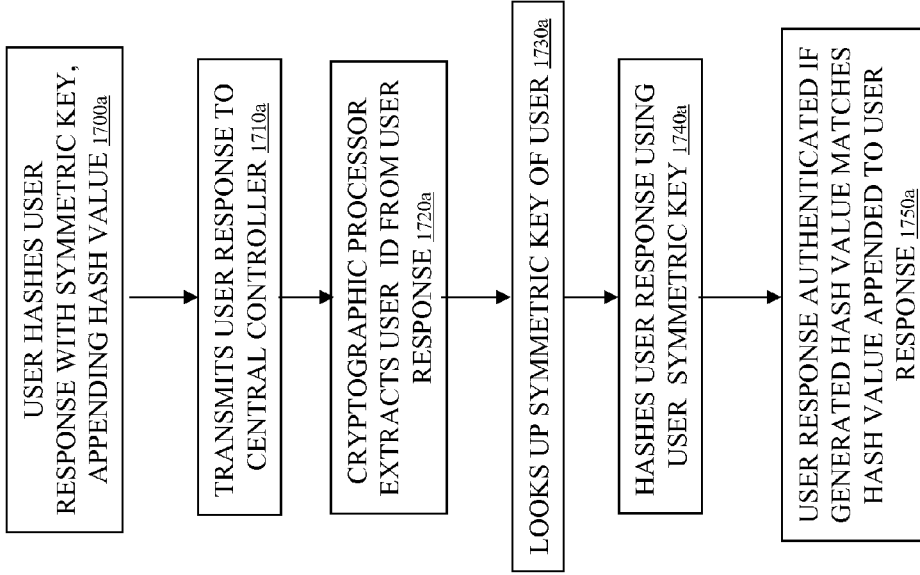 USER HASHES USER
RESPONSE WITH SYMMETRIC KEY,
APPENDING HASH VALUE 1700a
TRANSMITS USER RESPONSE TO
CENTRAL CONTROLLER 1710a
CRYPTOGRAPHIC PROCESSOR
EXTRACTS USER ID FROM USER
RESPONSE 1720a
LOOKS UP SYMMETRIC KEY OF USER 1730a
HASHES USER RESPONSE USING
USER SYMMETRIC KEY 1740a
USER RESPONSE AUTHENTICATED IF
GENERATED HASH VALUE MATCHES
HASH VALUE APPENDED TO USER
RESPONSE 1750a